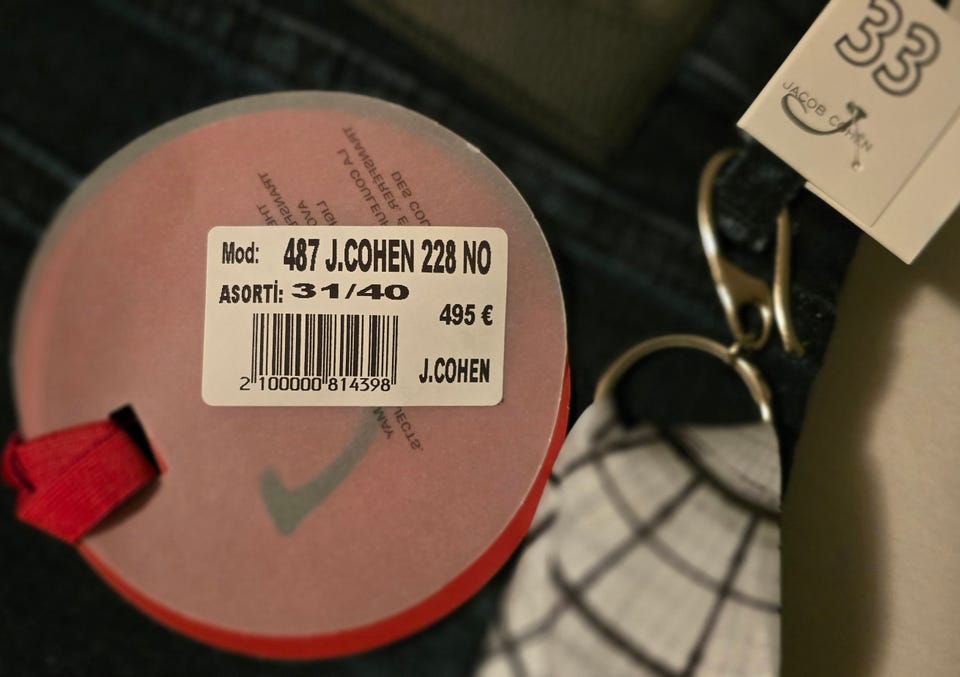 33
JACOB COHEN
Mod: 487 J.COHEN 228 NO
ASORTİ: 31/40
495 €
2 100000 814398
J.COHEN